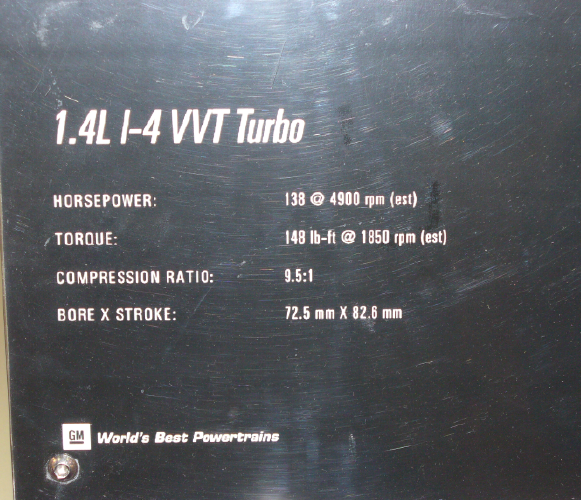 1.4L I-4 VVT Turbo
HORSEPOWER: 138 @ 4900 rpm (est)
TORQUE: 148 lb-ft @ 1850 rpm (est)
COMPRESSION RATIO: 9.5:1
BORE X STROKE: 72.5 mm X 82.6 mm
GM World's Best Powertrains